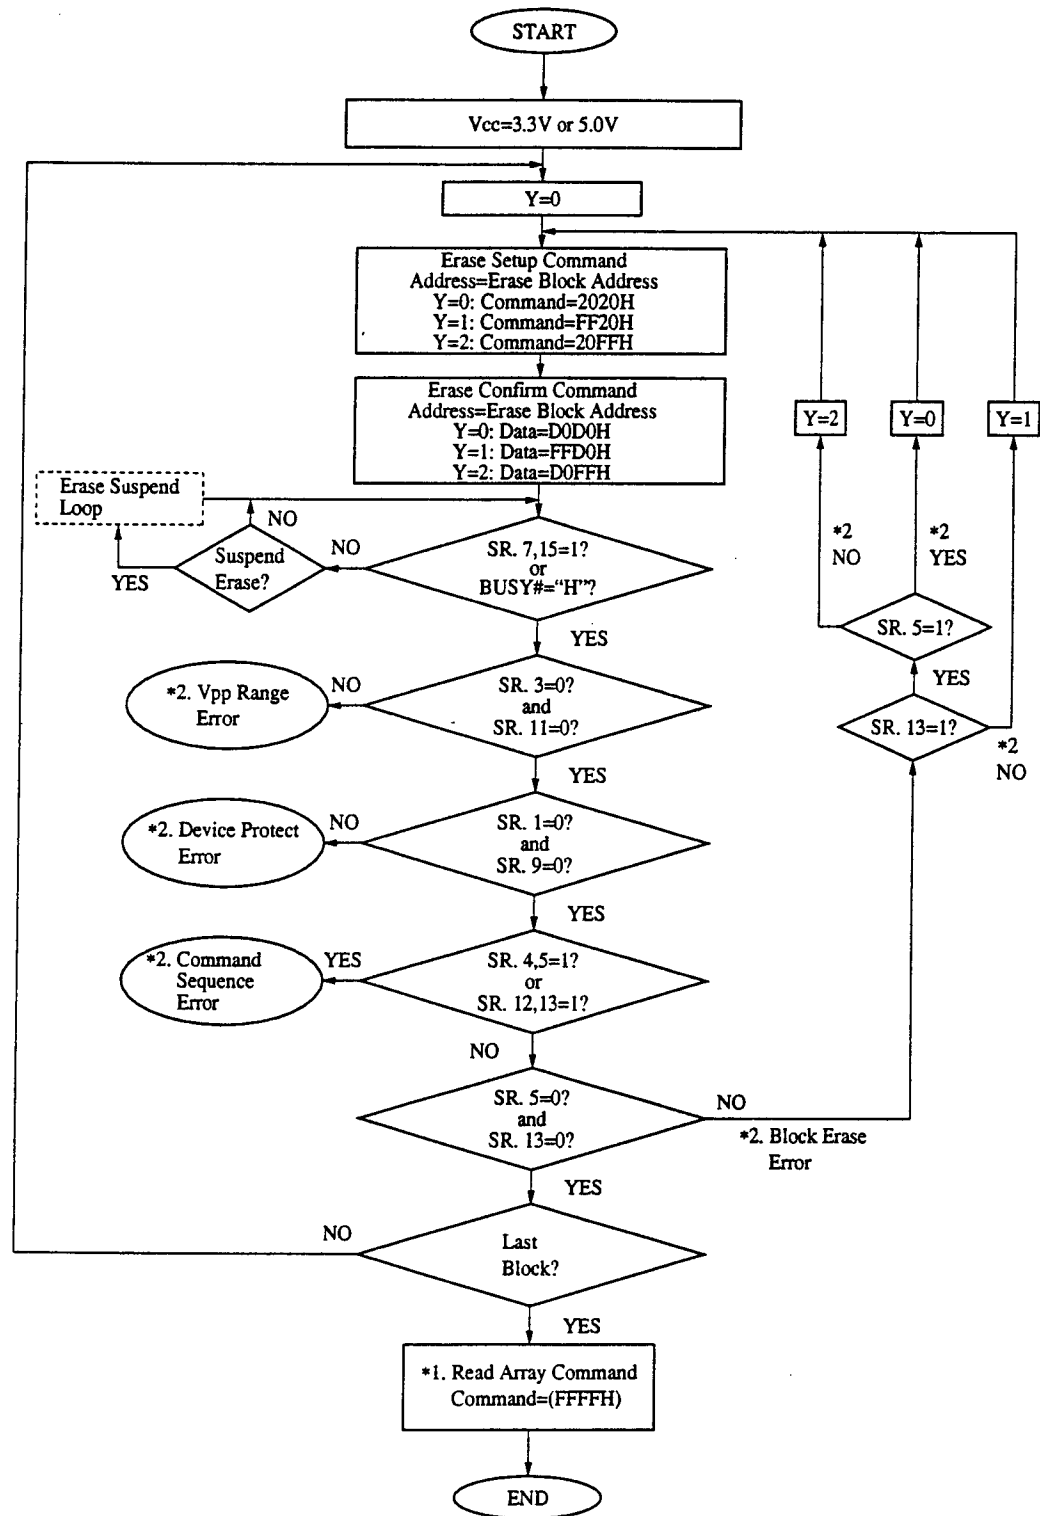 START
Vcc=3.3V or 5.0V
Y=0
Erase Setup Command
Address=Erase Block Address
Y=0: Command=2020H
Y=1: Command=FF20H
Y=2: Command=20FFH
Erase Confirm Command
Address=Erase Block Address
Y=0: Data=D0D0H
Y=1: Data=FFD0H
Y=2: Data=D0FFH
Y=2
Y=0
Y=1
Erase Suspend
Loop
NO
Suspend
Erase?
YES
NO
SR. 7,15=1?
or
BUSY#="H"?
YES
*2
NO
*2
YES
SR. 5=1?
YES
SR. 13=1?
*2
NO
*2. Vpp Range
Error
NO
SR. 3=0?
and
SR. 11=0?
YES
*2. Device Protect
Error
NO
SR. 1=0?
and
SR. 9=0?
YES
*2. Command
Sequence
Error
YES
SR. 4,5=1?
or
SR. 12,13=1?
NO
SR. 5=0?
and
SR. 13=0?
NO
*2. Block Erase
Error
YES
NO
Last
Block?
YES
*1. Read Array Command
Command=(FFFFH)
END